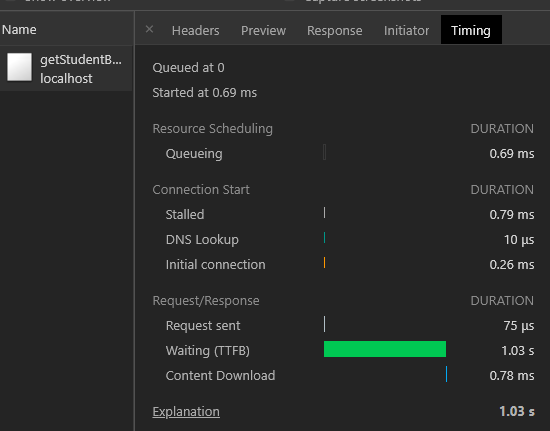 Name
× Headers Preview Response Initiator Timing
getStudentB...
localhost
Queued at 0
Started at 0.69 ms
Resource Scheduling DURATION
Queueing 0.69 ms
Connection Start DURATION
Stalled 0.79 ms
DNS Lookup 10 μs
Initial connection 0.26 ms
Request/Response DURATION
Request sent 75 μs
Waiting (TTFB) 1.03 s
Content Download 0.78 ms
Explanation 1.03 s